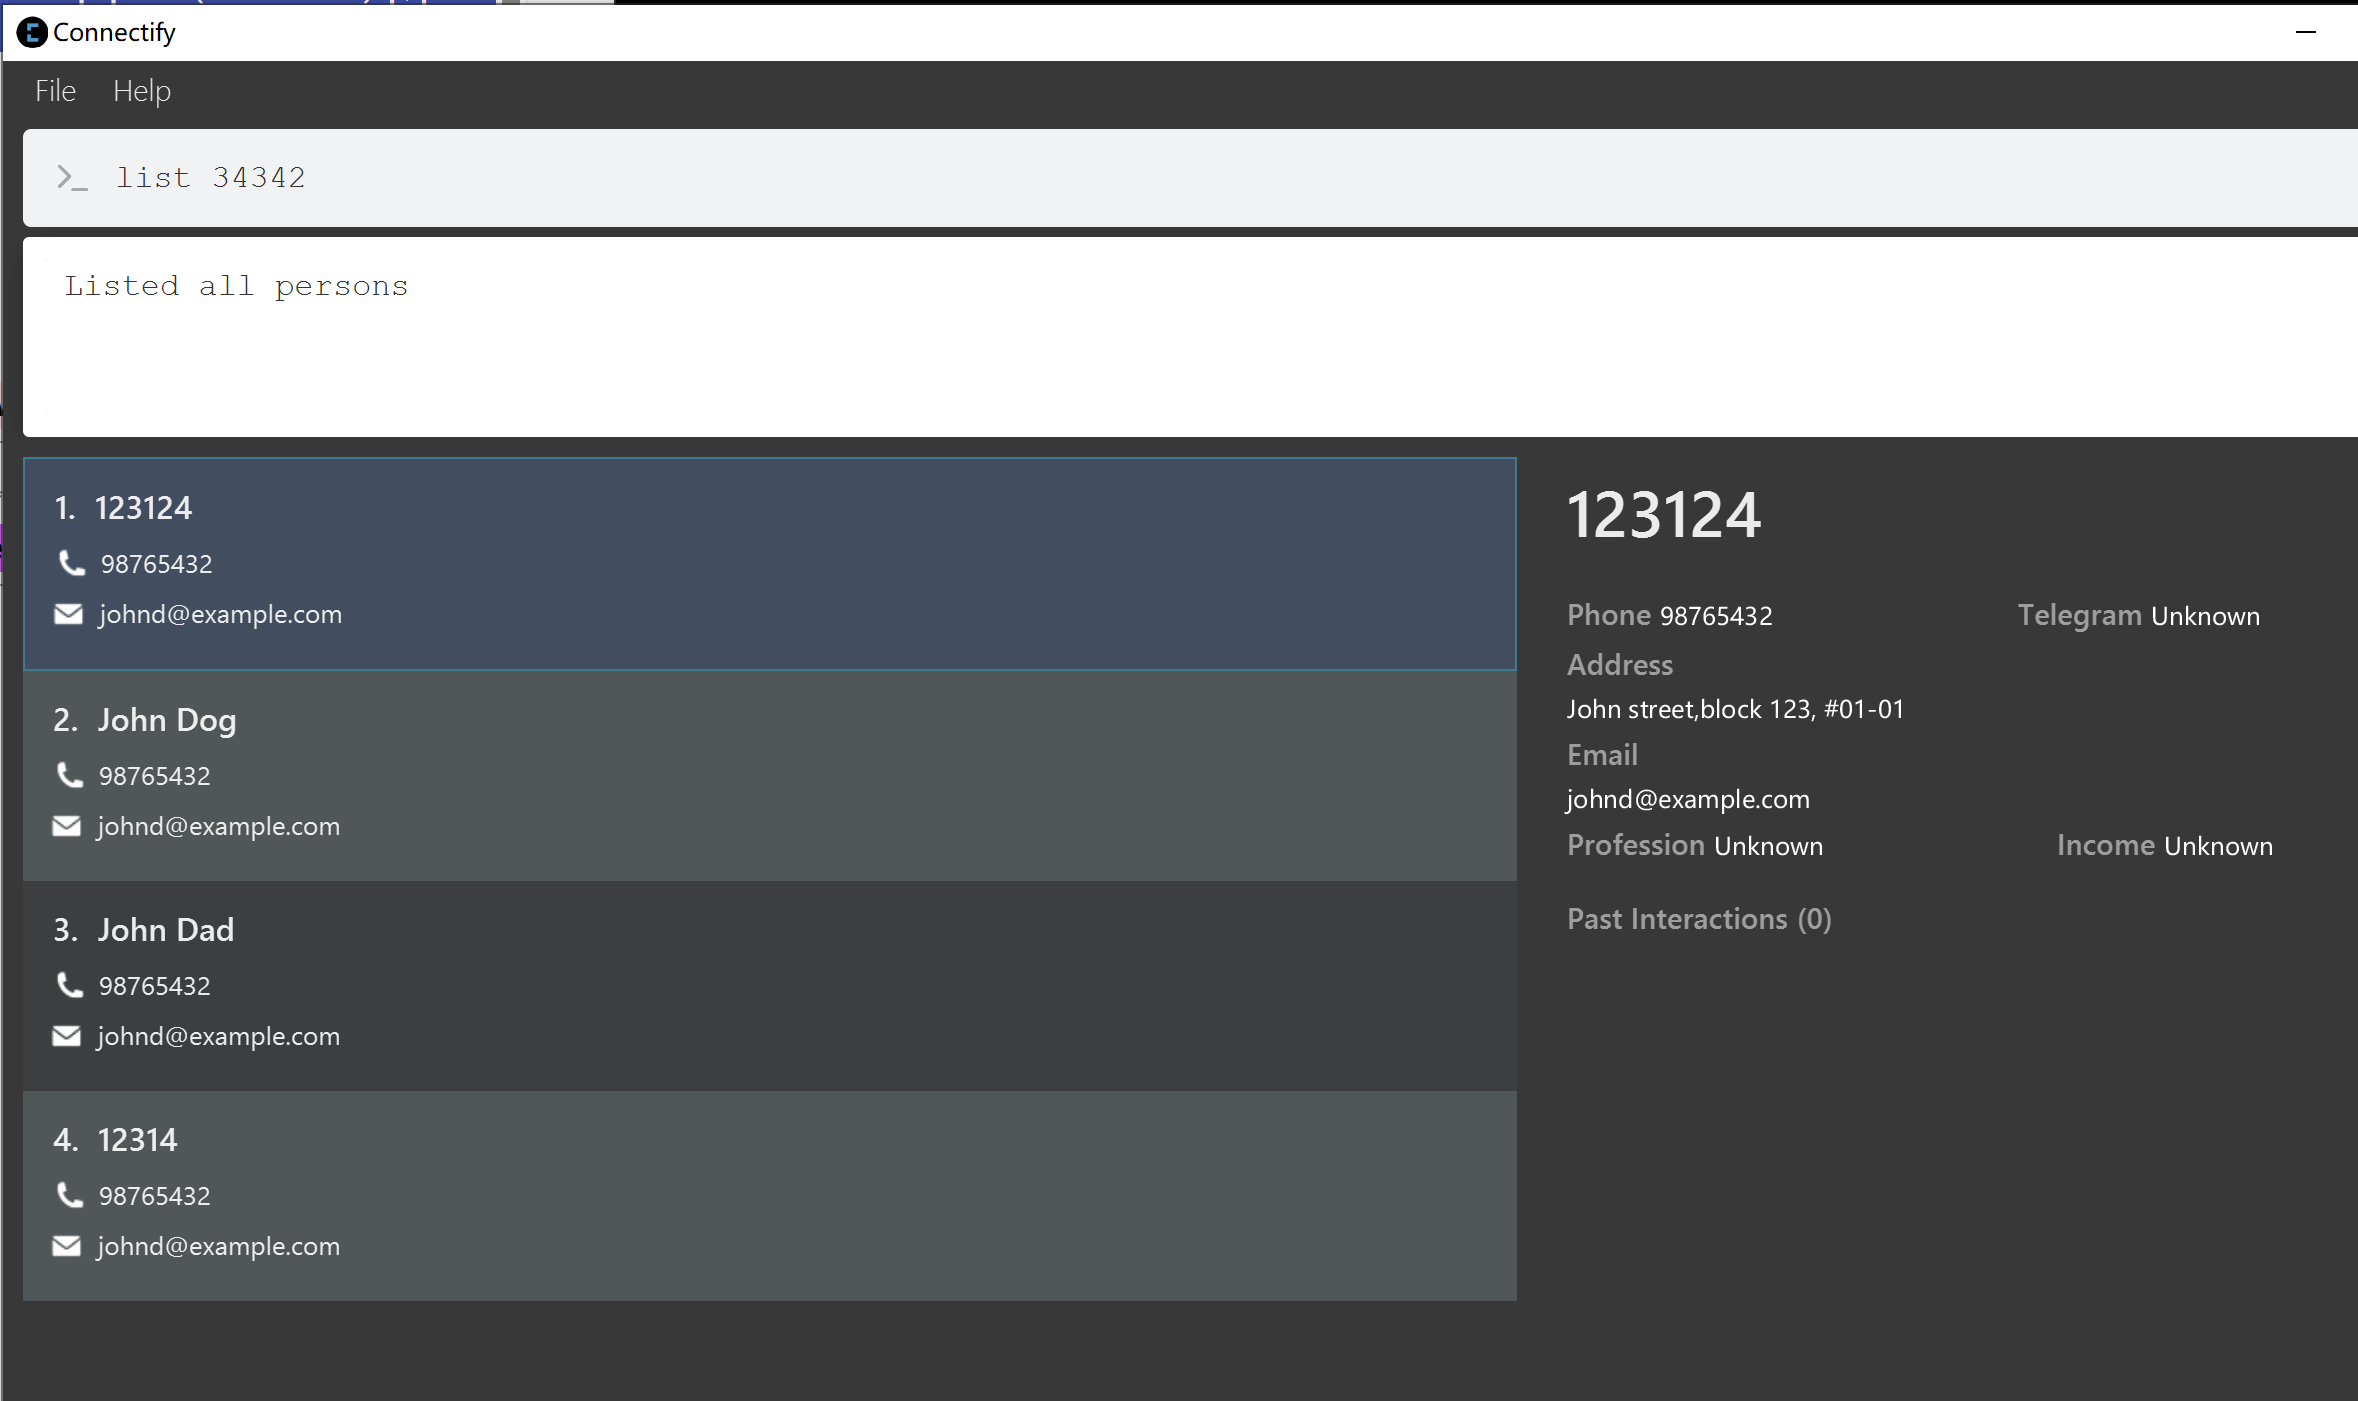 Connectify
File Help
>_ list 34342
Listed all persons
1. 123124
98765432
johnd@example.com
2. John Dog
98765432
johnd@example.com
3. John Dad
98765432
johnd@example.com
4. 12314
98765432
johnd@example.com
123124
Phone 98765432 Telegram Unknown
Address
John street,block 123, #01-01
Email
johnd@example.com
Profession Unknown Income Unknown
Past Interactions (0)